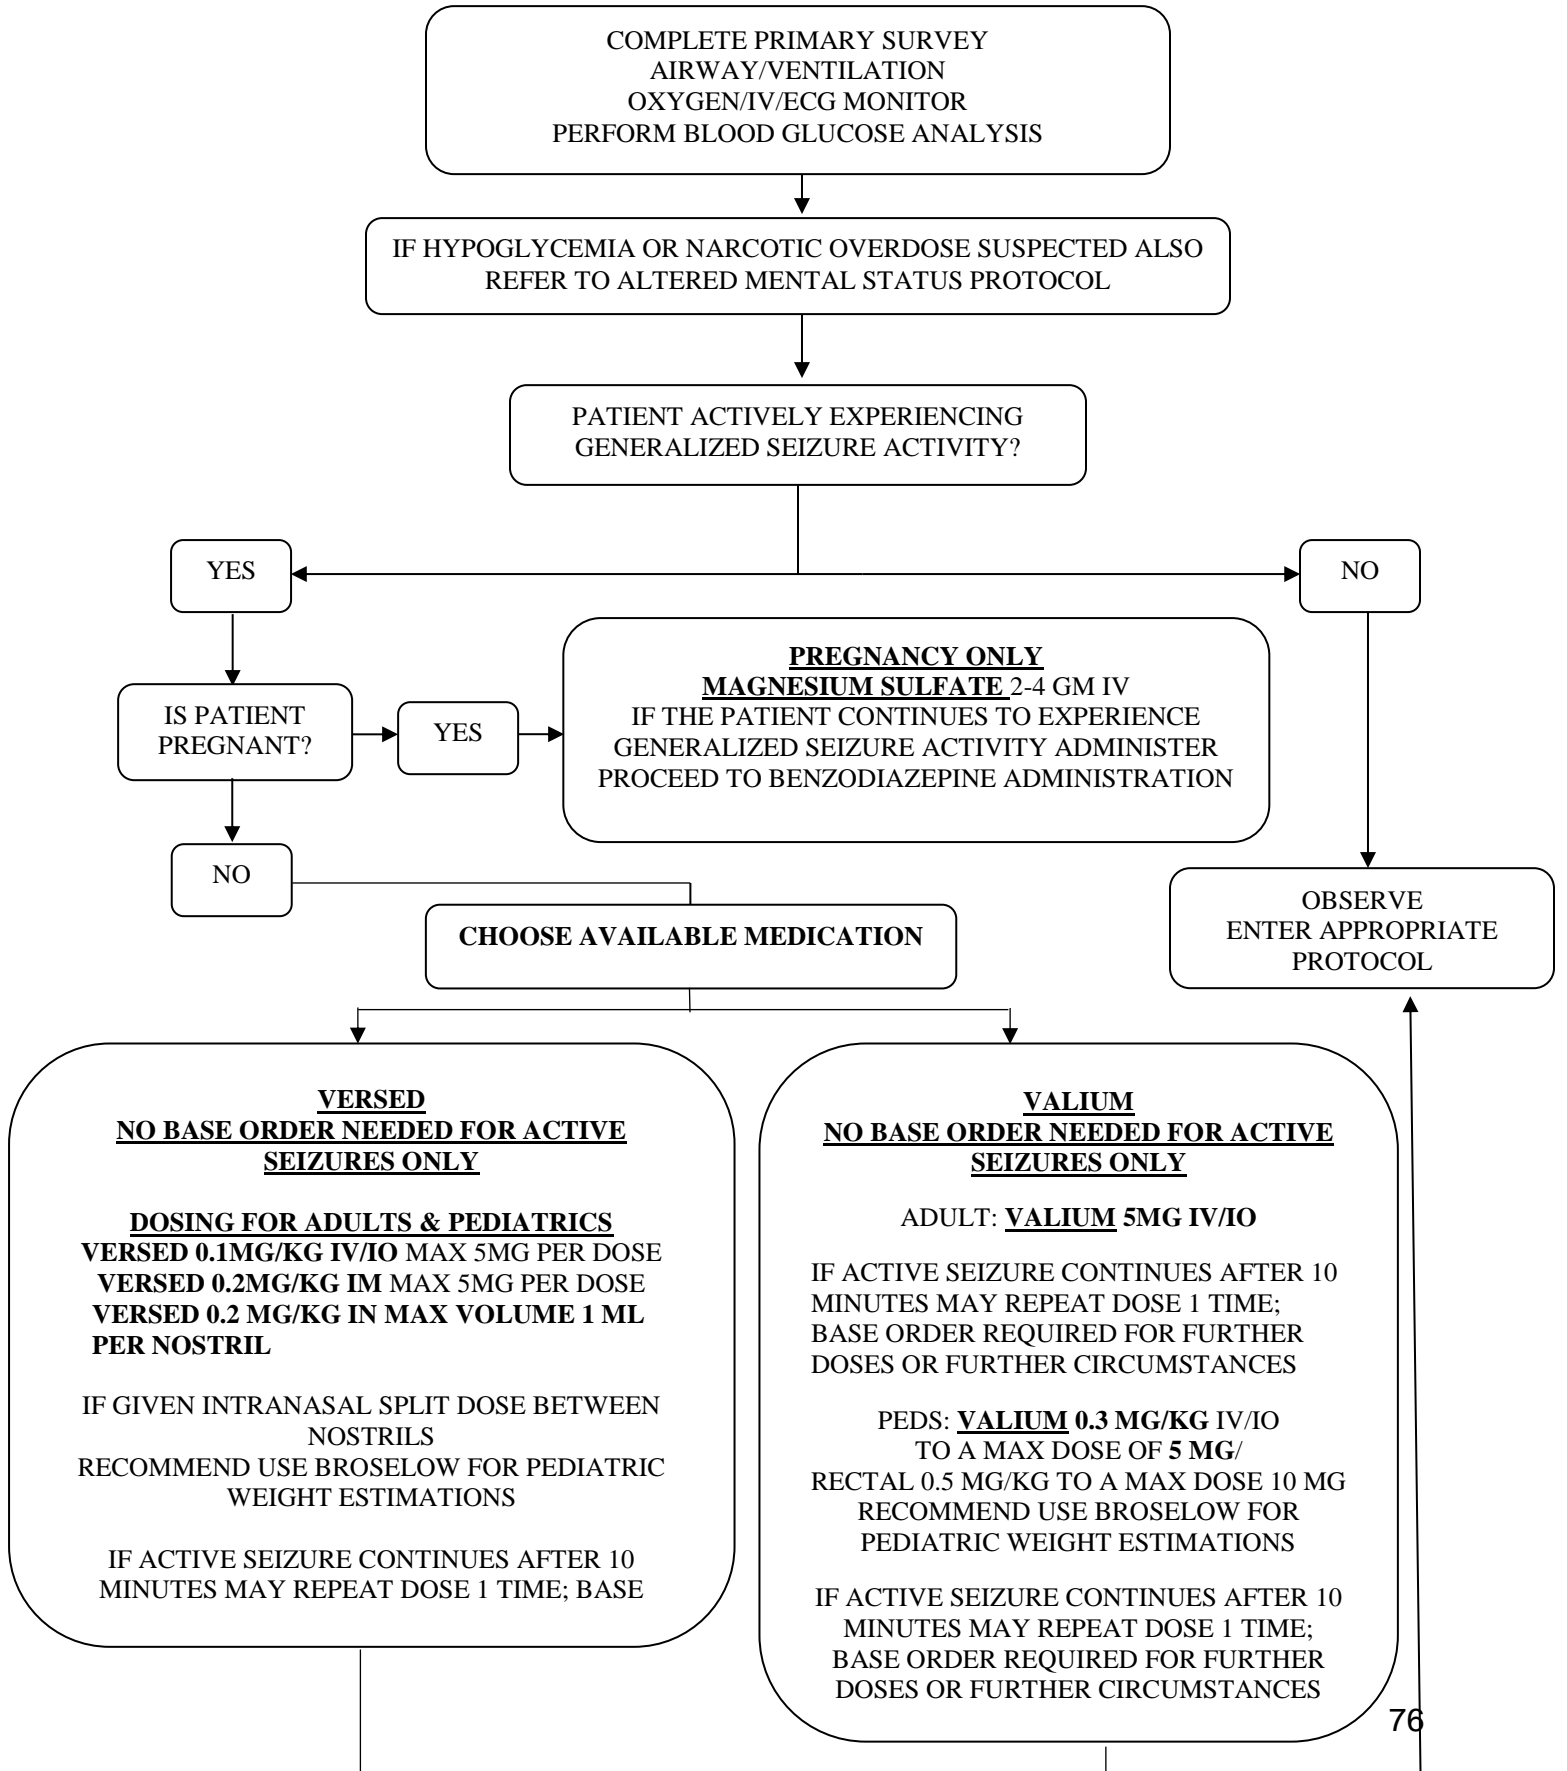 COMPLETE PRIMARY SURVEY
AIRWAY/VENTILATION
OXYGEN/IV/ECG MONITOR
PERFORM BLOOD GLUCOSE ANALYSIS
IF HYPOGLYCEMIA OR NARCOTIC OVERDOSE SUSPECTED ALSO
REFER TO ALTERED MENTAL STATUS PROTOCOL
PATIENT ACTIVELY EXPERIENCING
GENERALIZED SEIZURE ACTIVITY?
YES
NO
IS PATIENT
PREGNANT?
YES
PREGNANCY ONLY
MAGNESIUM SULFATE 2-4 GM IV
IF THE PATIENT CONTINUES TO EXPERIENCE
GENERALIZED SEIZURE ACTIVITY ADMINISTER
PROCEED TO BENZODIAZEPINE ADMINISTRATION
NO
OBSERVE
ENTER APPROPRIATE
PROTOCOL
CHOOSE AVAILABLE MEDICATION
VERSED
NO BASE ORDER NEEDED FOR ACTIVE
SEIZURES ONLY
DOSING FOR ADULTS & PEDIATRICS
VERSED 0.1MG/KG IV/IO MAX 5MG PER DOSE
VERSED 0.2MG/KG IM MAX 5MG PER DOSE
VERSED 0.2 MG/KG IN MAX VOLUME 1 ML
PER NOSTRIL
IF GIVEN INTRANASAL SPLIT DOSE BETWEEN
NOSTRILS
RECOMMEND USE BROSELOW FOR PEDIATRIC
WEIGHT ESTIMATIONS
IF ACTIVE SEIZURE CONTINUES AFTER 10
MINUTES MAY REPEAT DOSE 1 TIME; BASE
VALIUM
NO BASE ORDER NEEDED FOR ACTIVE
SEIZURES ONLY
ADULT: VALIUM 5MG IV/IO
IF ACTIVE SEIZURE CONTINUES AFTER 10
MINUTES MAY REPEAT DOSE 1 TIME;
BASE ORDER REQUIRED FOR FURTHER
DOSES OR FURTHER CIRCUMSTANCES
PEDS: VALIUM 0.3 MG/KG IV/IO
TO A MAX DOSE OF 5 MG/
RECTAL 0.5 MG/KG TO A MAX DOSE 10 MG
RECOMMEND USE BROSELOW FOR
PEDIATRIC WEIGHT ESTIMATIONS
IF ACTIVE SEIZURE CONTINUES AFTER 10
MINUTES MAY REPEAT DOSE 1 TIME;
BASE ORDER REQUIRED FOR FURTHER
DOSES OR FURTHER CIRCUMSTANCES
76